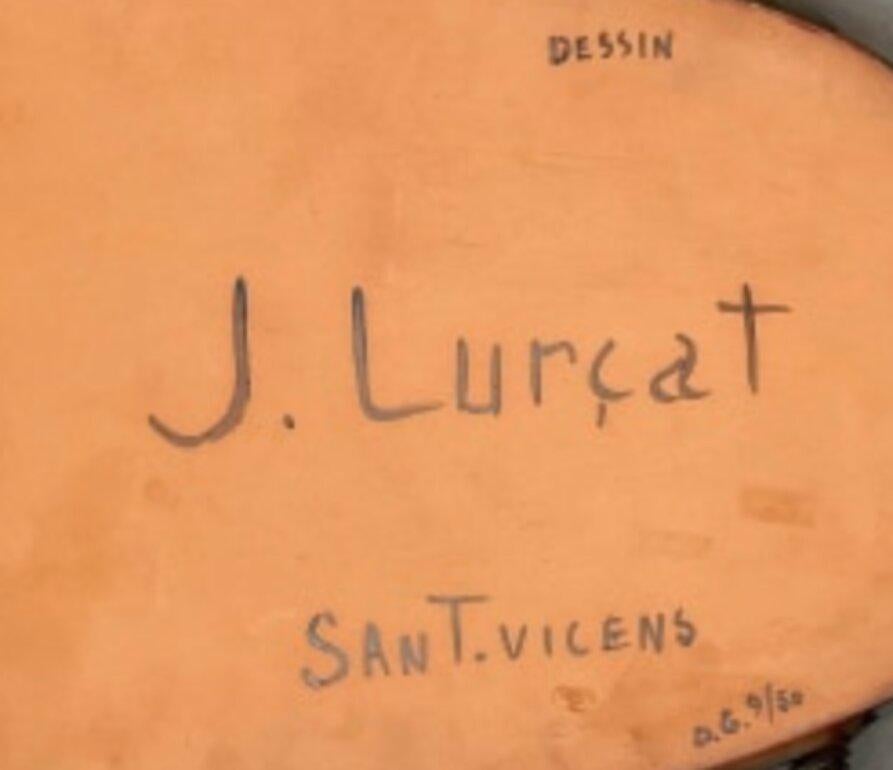 DESSIN
J. Lurçat
SANT.VICENS
D.G. 9/50